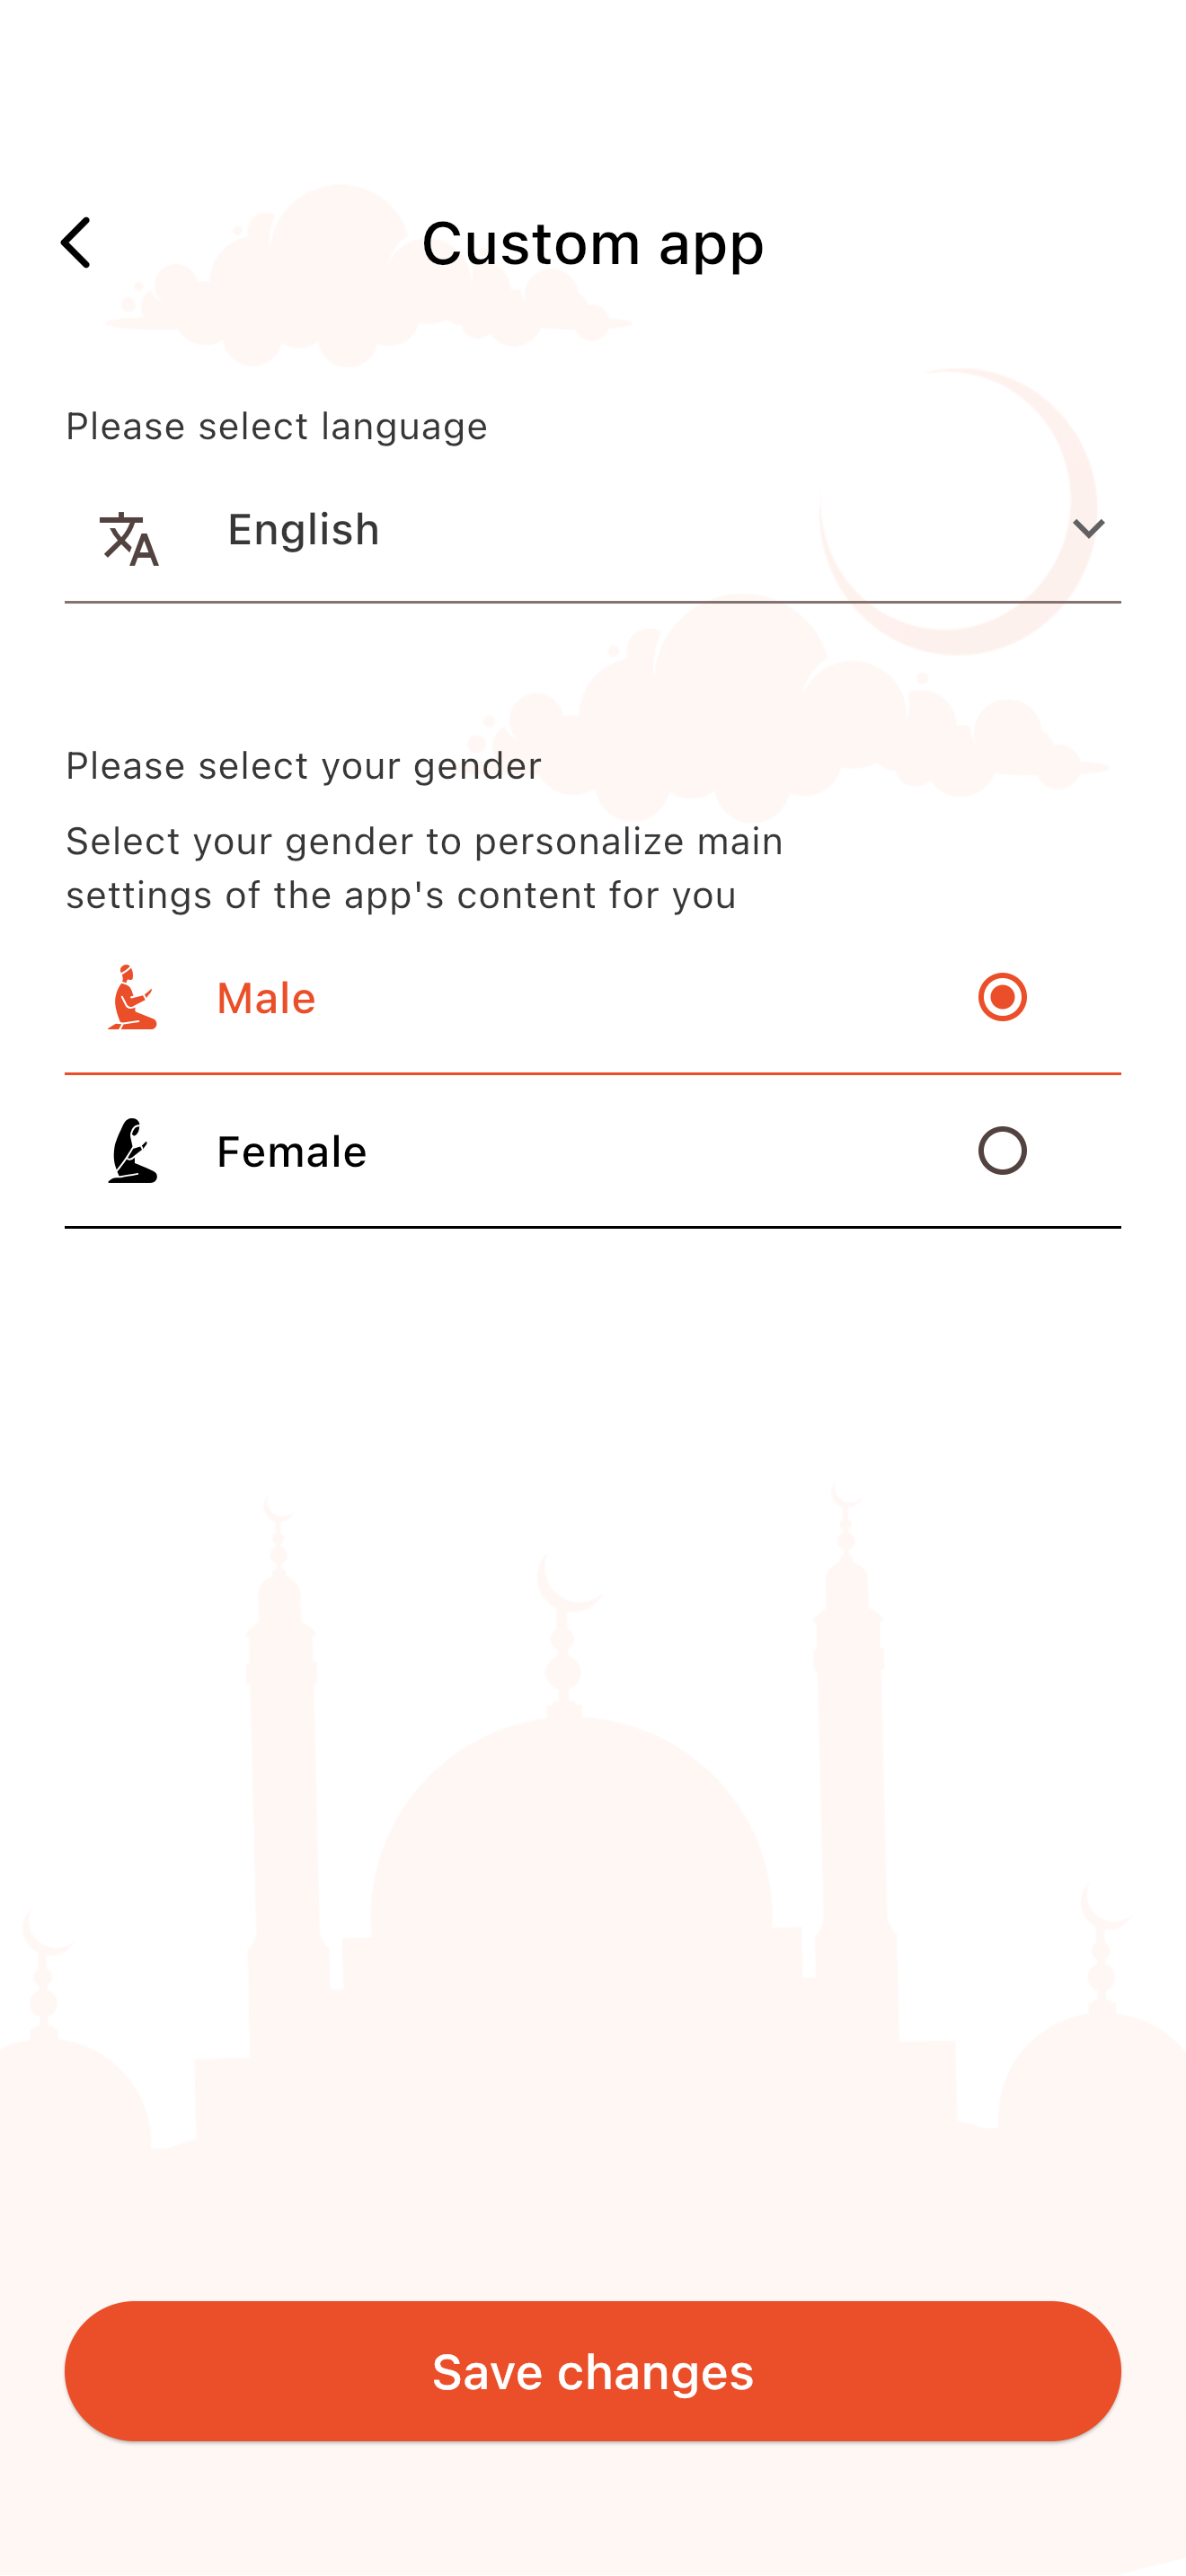 Custom app
Please select language
English
Please select your gender
Select your gender to personalize main
settings of the app's content for you
Male
Female
Save changes